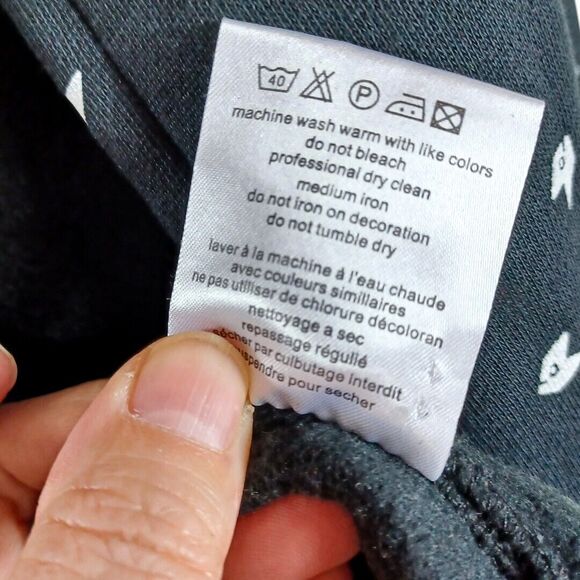 40 P
machine wash warm with like colors
do not bleach
professional dry clean
medium iron
do not iron on decoration
do not tumble dry
laver à la machine á l'eau chaude
avec couleurs simillaires
ne pas utiliser de chlorure décoloran
nettoyage a sec
repassage régulié
sécher par culbutage interdit
suspendre pour secher